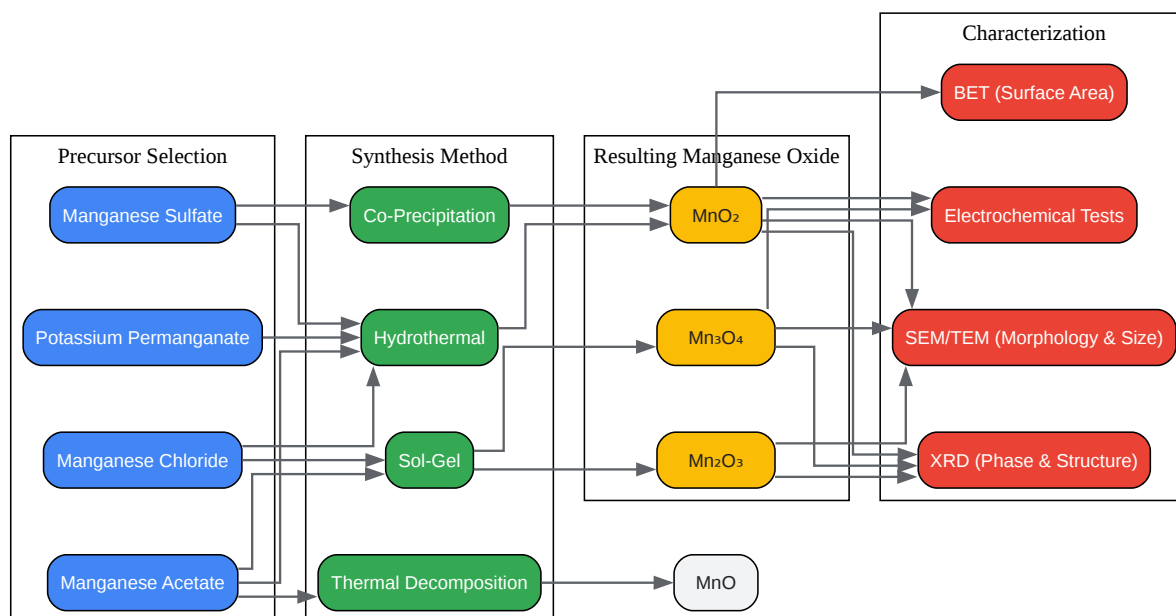 Characterization
BET (Surface Area)
Precursor Selection
Synthesis Method
Resulting Manganese Oxide
Manganese Sulfate
Co-Precipitation
MnO₂
Electrochemical Tests
Potassium Permanganate
Hydrothermal
Mn₃O₄
SEM/TEM (Morphology & Size)
Manganese Chloride
Sol-Gel
Mn₂O₃
XRD (Phase & Structure)
Manganese Acetate
Thermal Decomposition
MnO